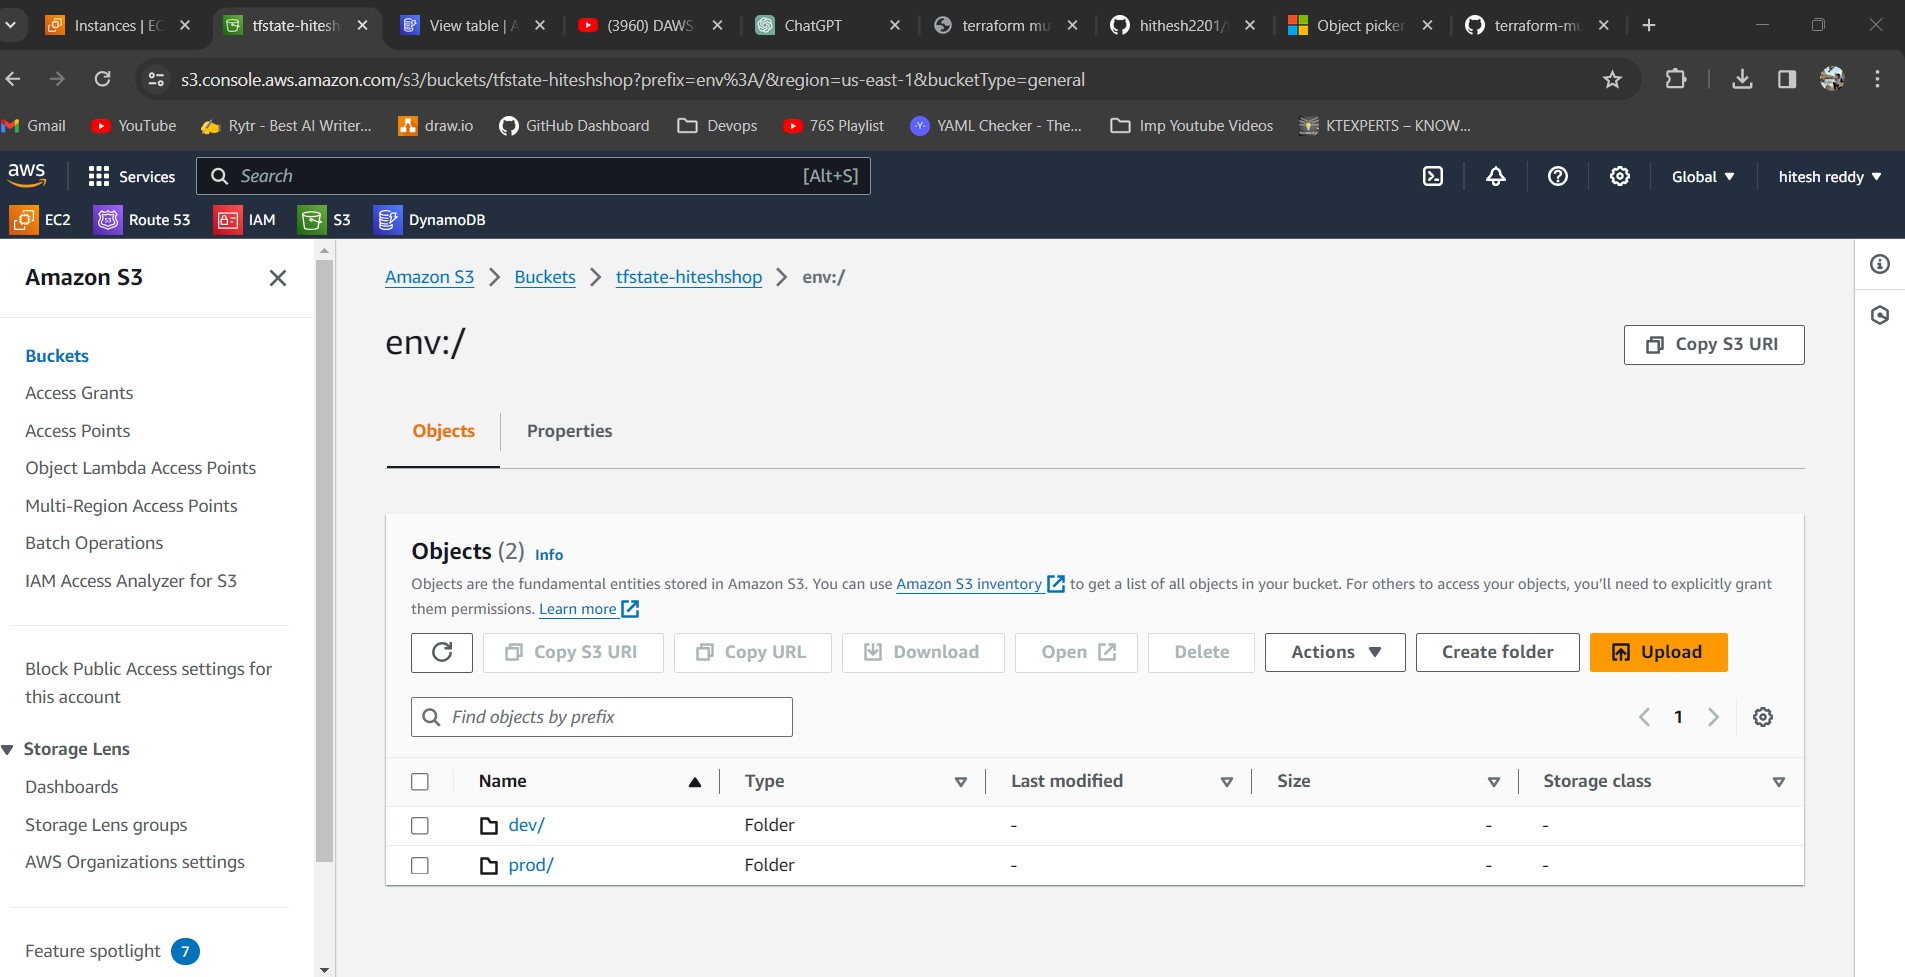 Instances | EC
tfstate-hitesh
View table | A
(3960) DAWS
ChatGPT
terraform mu
hithesh2201/t
Object picker
terraform-mu
s3.console.aws.amazon.com/s3/buckets/tfstate-hiteshshop?prefix=env%3A/&region=us-east-1&bucketType=general
Gmail
YouTube
Rytr - Best AI Writer...
draw.io
GitHub Dashboard
Devops
76S Playlist
YAML Checker - The...
Imp Youtube Videos
KTEXPERTS – KNOW...
aws
Services
Search
[Alt+S]
Global
hitesh reddy
EC2
Route 53
IAM
S3
DynamoDB
Amazon S3
Buckets
Access Grants
Access Points
Object Lambda Access Points
Multi-Region Access Points
Batch Operations
IAM Access Analyzer for S3
Block Public Access settings for
this account
Storage Lens
Dashboards
Storage Lens groups
AWS Organizations settings
Feature spotlight 7
Amazon S3 > Buckets > tfstate-hiteshshop > env:/
env:/
Copy S3 URI
Objects
Properties
Objects (2) Info
Objects are the fundamental entities stored in Amazon S3. You can use Amazon S3 inventory to get a list of all objects in your bucket. For others to access your objects, you'll need to explicitly grant
them permissions. Learn more
Copy S3 URI
Copy URL
Download
Open
Delete
Actions
Create folder
Upload
Find objects by prefix
1
Name Type Last modified Size Storage class
dev/ Folder - - -
prod/ Folder - - -